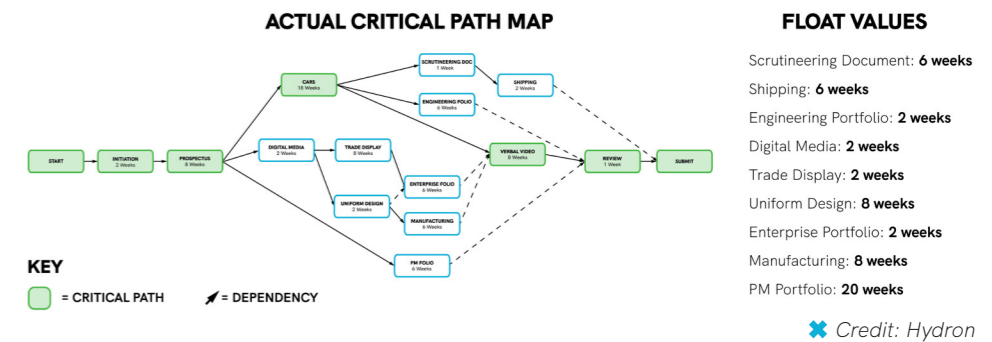 ACTUAL CRITICAL PATH MAP
START
INITIATION
2 Weeks
PROSPECTUS
8 Weeks
CARS
18 Weeks
SCRUTINEERING DOC
1 Week
SHIPPING
2 Weeks
ENGINEERING FOLIO
6 Weeks
DIGITAL MEDIA
2 Weeks
TRADE DISPLAY
8 Weeks
UNIFORM DESIGN
2 Weeks
ENTERPRISE FOLIO
6 Weeks
MANUFACTURING
6 Weeks
PM FOLIO
6 Weeks
VERBAL VIDEO
8 Weeks
REVIEW
1 Week
SUBMIT
KEY
= CRITICAL PATH
= DEPENDENCY
FLOAT VALUES
Scrutineering Document: 6 weeks
Shipping: 6 weeks
Engineering Portfolio: 2 weeks
Digital Media: 2 weeks
Trade Display: 2 weeks
Uniform Design: 8 weeks
Enterprise Portfolio: 2 weeks
Manufacturing: 8 weeks
PM Portfolio: 20 weeks
Credit: Hydron